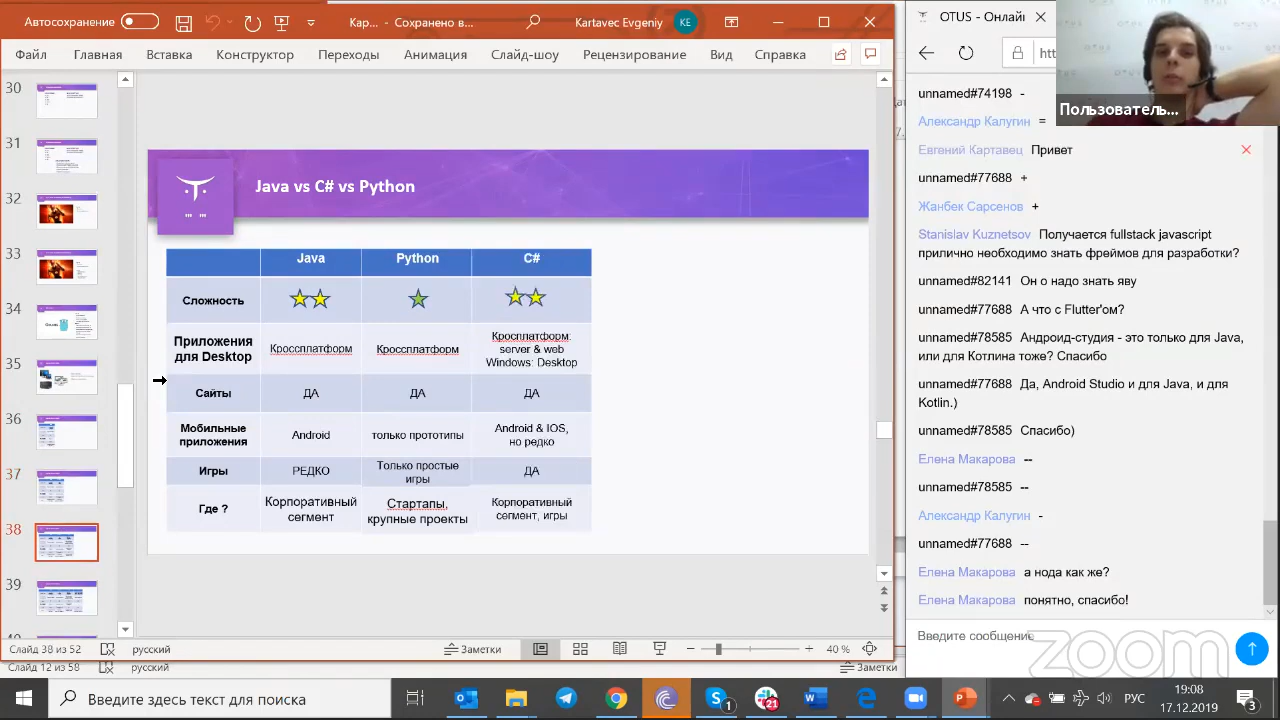 Автосохранение
Кар... – Сохранено в...
Kartavec Evgeniy
KE
Файл
Главная
Вставка
Конструктор
Переходы
Анимация
Слайд-шоу
Рецензирование
Вид
Справка
30
31
32
33
34
35
36
37
38
39
Java vs C# vs Python
Java
Python
C#
Сложность
Приложения
для Desktop
Кроссплатформ
Кроссплатформ
Кросплатформ:
server & web
Windows: Desktop
Сайты
ДА
ДА
ДА
Мобильные
приложения
Android
только прототипы
Android & IOS,
но редко
Игры
РЕДКО
Только простые
игры
ДА
Где ?
Корпоративный
сегмент
Стартапы,
крупные проекты
Корпоративный
сегмент, игры
Слайд 38 из 52
русский
Заметки
40 %
Слайд 12 из 58
русский
Заметки
OTUS - Онлай
Пользователь...
unnamed#74198 -
Александр Калугин =
Евгений Картавец Привет
unnamed#77688 +
Жанбек Сарсенов +
Stanislav Kuznetsov Получается fullstack javascript
прилично необходимо знать фреймов для разработки?
unnamed#82141 Он о надо знать яву
unnamed#77688 А что с Flutter'ом?
unnamed#78585 Андроид-студия - это только для Java,
или для Котлина тоже? Спасибо
unnamed#77688 Да, Android Studio и для Java, и для
Kotlin.)
unnamed#78585 Спасибо)
Елена Макарова --
unnamed#78585 --
Александр Калугин -
unnamed#77688 --
Елена Макарова а нода как же?
Елена Макарова понятно, спасибо!
Введите сообщение
zoom
Введите здесь текст для поиска
1
21
РУС
19:08
17.12.2019
3